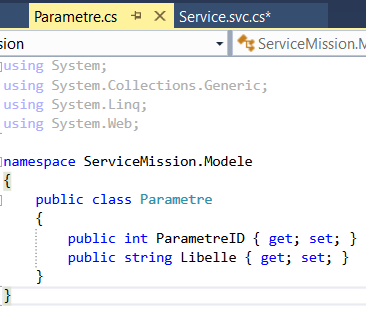 Parametre.cs Service.svc.cs*
ssion ServiceMission.M
using System;
using System.Collections.Generic;
using System.Linq;
using System.Web;
namespace ServiceMission.Modele
{
public class Parametre
{
public int ParametreID { get; set; }
public string Libelle { get; set; }
}
}